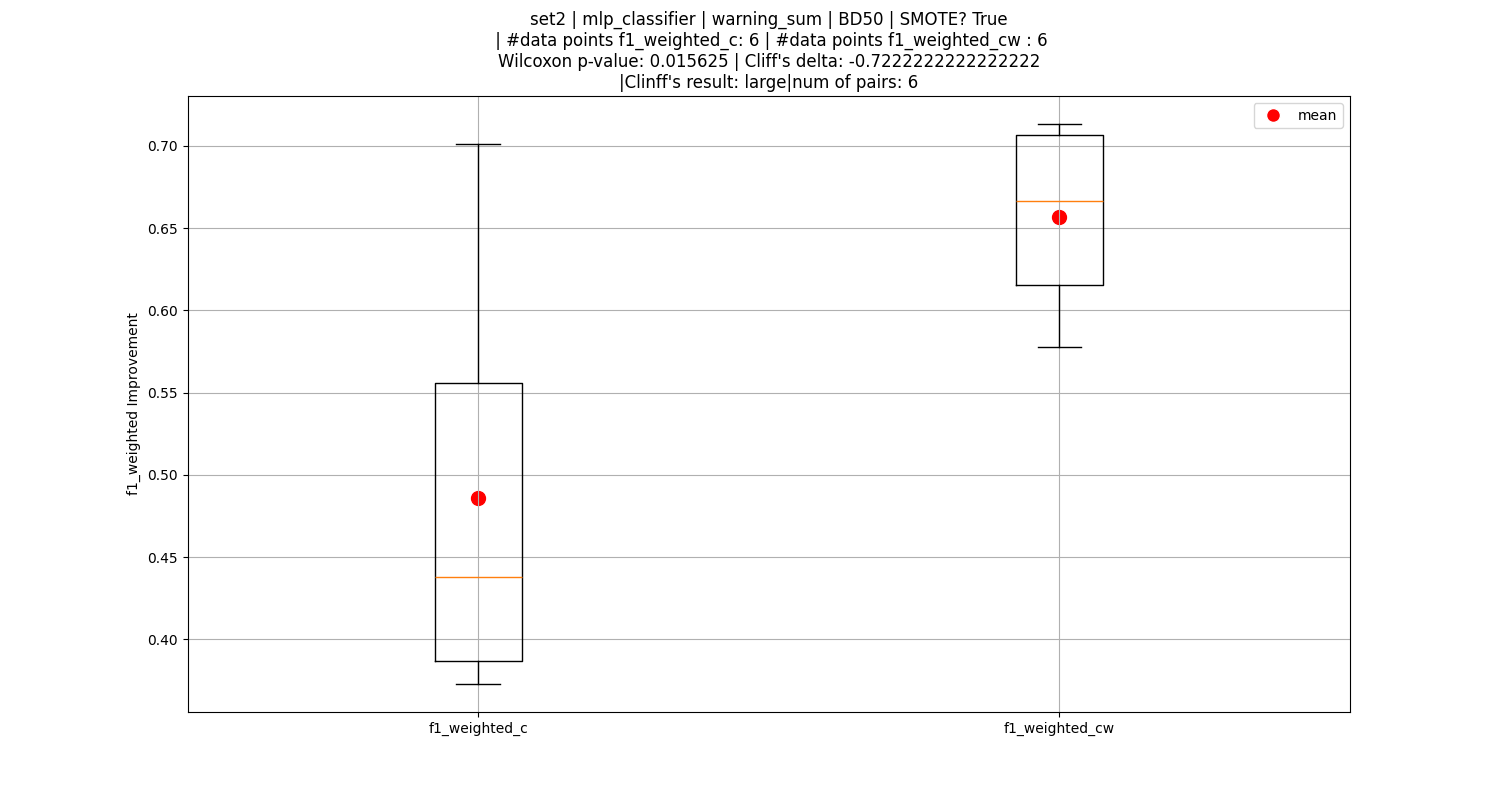 set2 | mlp_classifier | warning_sum | BD50 | SMOTE? True
| #data points f1_weighted_c: 6 | #data points f1_weighted_cw : 6
Wilcoxon p-value: 0.015625 | Cliff's delta: -0.7222222222222222
|Clinff's result: large|num of pairs: 6
mean
0.70
0.65
0.60
0.55
0.50
0.45
0.40
f1_weighted Improvement
f1_weighted_c
f1_weighted_cw